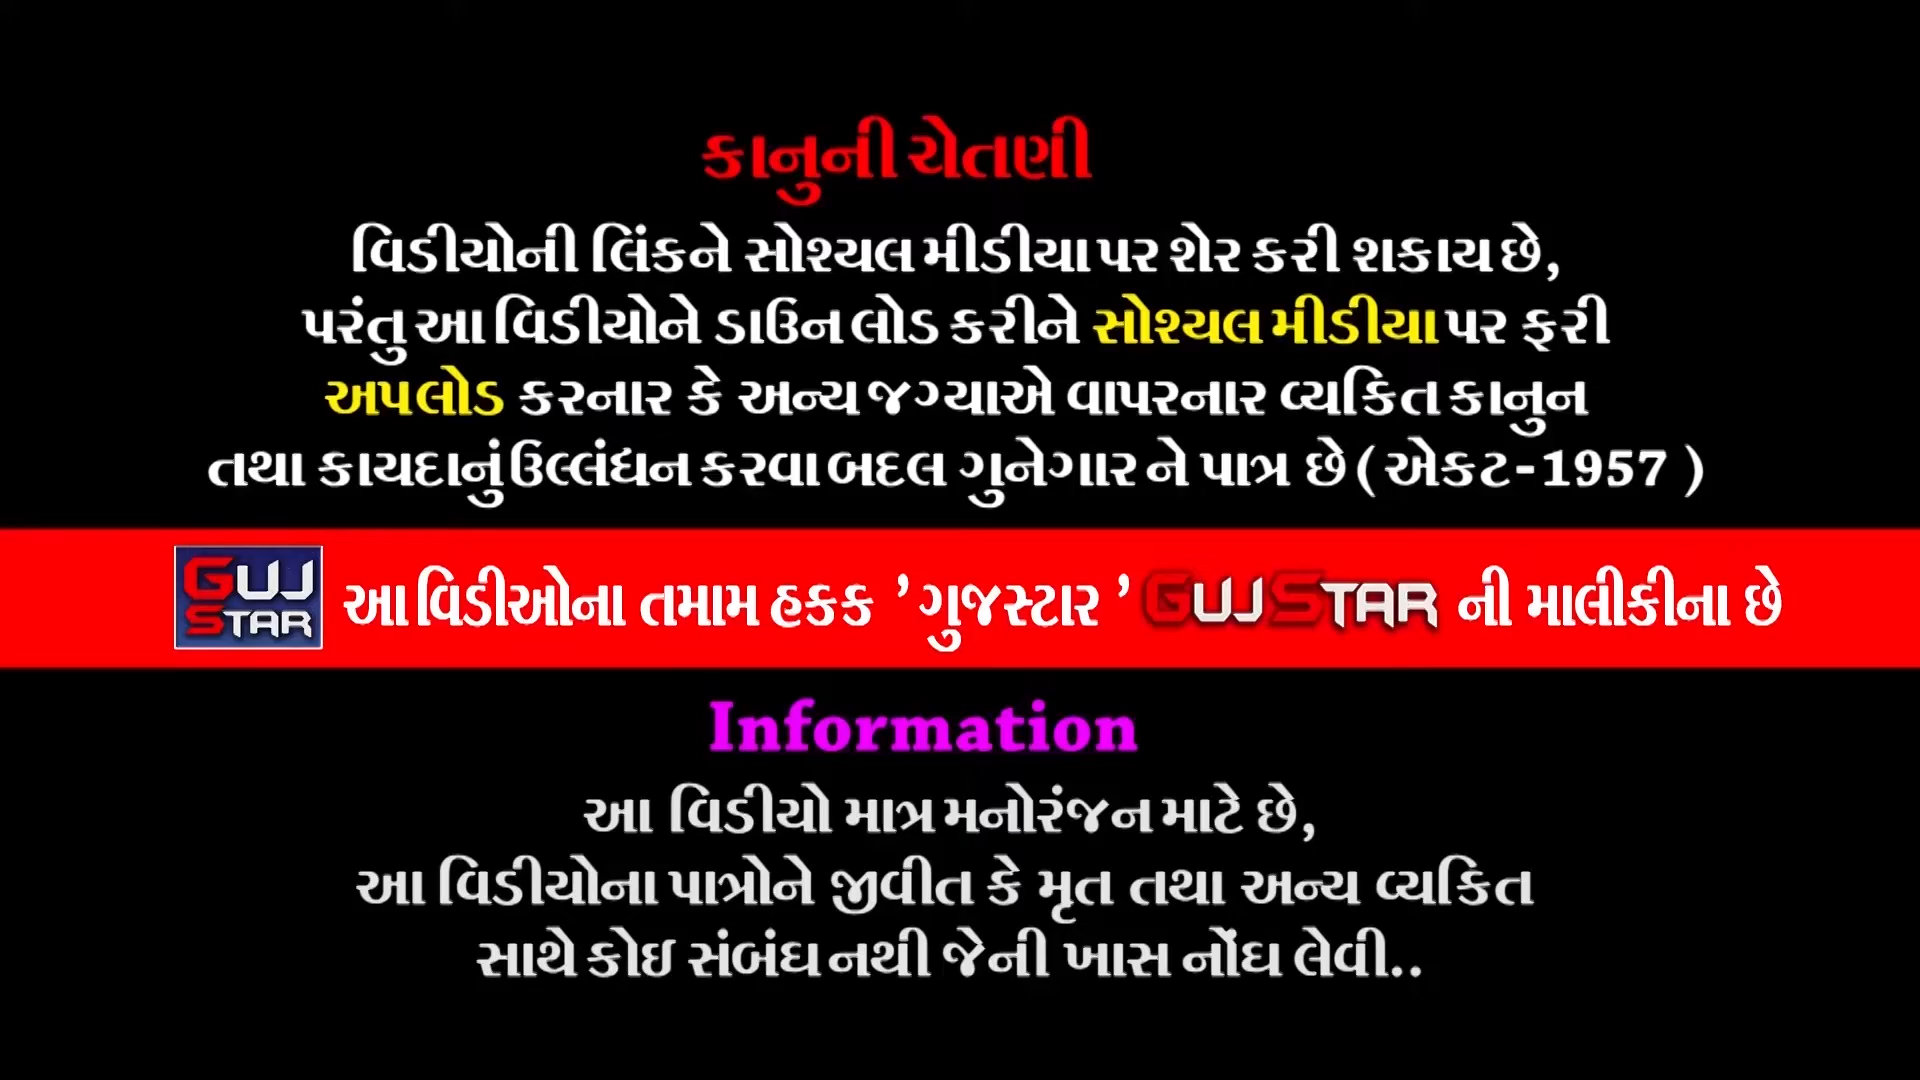 કાનુની ચેતણી
વિડીયોની લિંકને સોશ્યલ મીડીયા પર શેર કરી શકાય છે,
પરંતુ આ વિડીયોને ડાઉન લોડ કરીને સોશ્યલ મીડીયા પર ફરી
અપલોડ કરનાર કે અન્ય જગ્યાએ વાપરનાર વ્યકિત કાનુન
તથા કાયદાનું ઉલ્લંઘન કરવા બદલ ગુનેગાર ને પાત્ર છે ( એકટ-1957 )
GUJ STAR આ વિડીઓના તમામ હકક ’ ગુજસ્ટાર ’ GUJ STAR ની માલીકીના છે
Information
આ વિડીયો માત્ર મનોરંજન માટે છે,
આ વિડીયોના પાત્રોને જીવીત કે મૃત તથા અન્ય વ્યકિત
સાથે કોઇ સંબંઘ નથી જેની ખાસ નોંઘ લેવી..